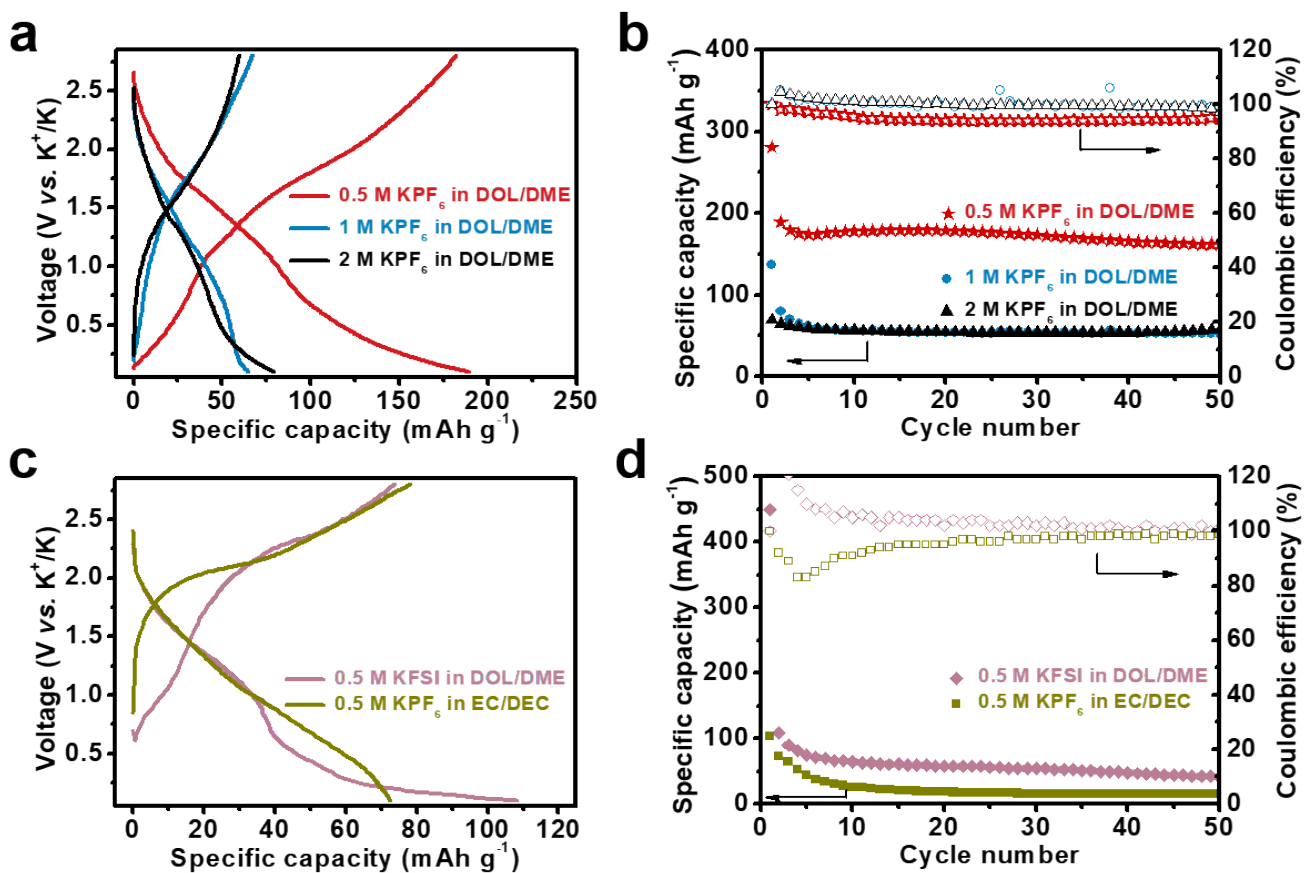 a
Voltage (V vs. K⁺/K)
2.5
2.0
1.5
1.0
0.5
0.5 M KPF₆ in DOL/DME
1 M KPF₆ in DOL/DME
2 M KPF₆ in DOL/DME
0
50
100
150
200
250
Specific capacity (mAh g⁻¹)
b
Specific capacity (mAh g⁻¹)
400
300
200
100
0
0.5 M KPF₆ in DOL/DME
1 M KPF₆ in DOL/DME
2 M KPF₆ in DOL/DME
120
100
80
60
40
20
0
Coulombic efficiency (%)
0
10
20
30
40
50
Cycle number
c
Voltage (V vs. K⁺/K)
2.5
2.0
1.5
1.0
0.5
0.5 M KFSI in DOL/DME
0.5 M KPF₆ in EC/DEC
0
20
40
60
80
100
120
Specific capacity (mAh g⁻¹)
d
Specific capacity (mAh g⁻¹)
500
400
300
200
100
0
0.5 M KFSI in DOL/DME
0.5 M KPF₆ in EC/DEC
120
100
80
60
40
20
0
Coulombic efficiency (%)
0
10
20
30
40
50
Cycle number